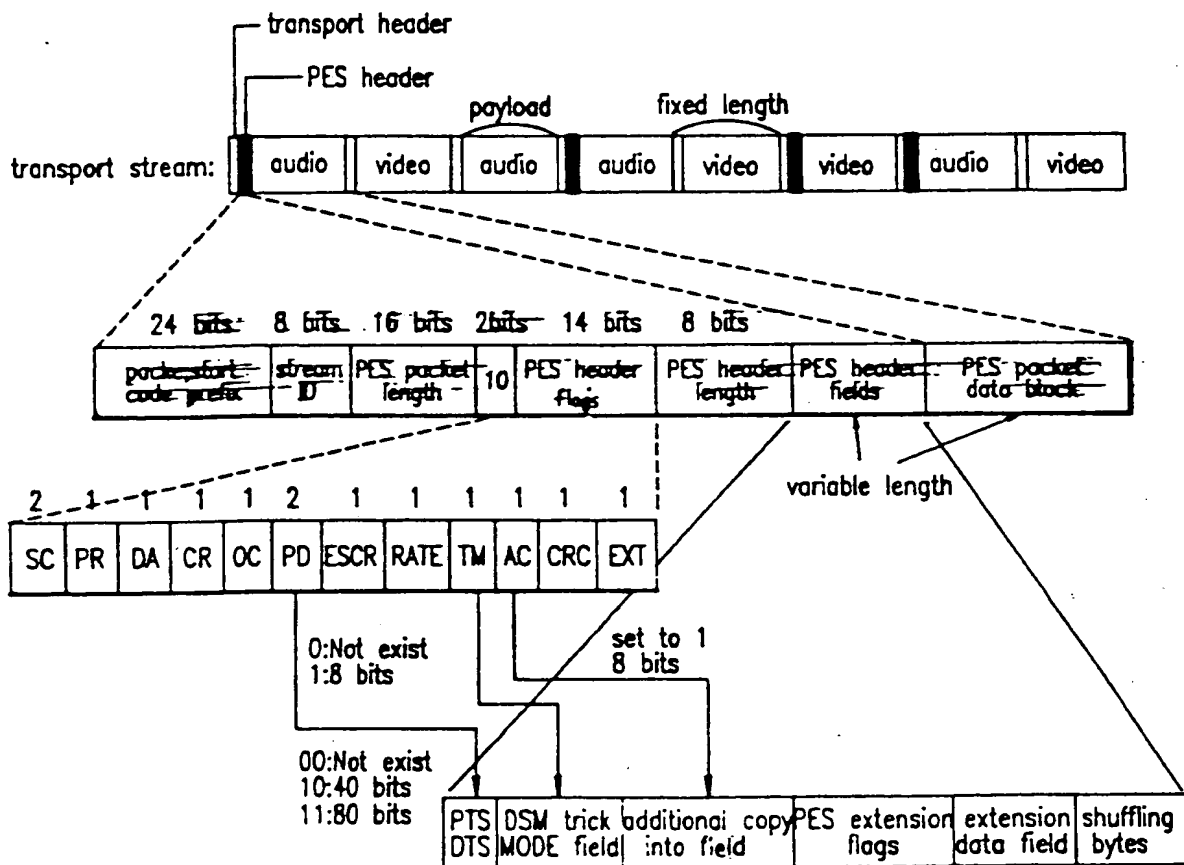 transport header
PES header
payload fixed length
transport stream: audio video audio audio video video audio video
24 bits 8 bits 16 bits 2bits 14 bits 8 bits
packe,start code prefix
stream ID
PES packet length
10
PES header flags
PES header length
PES header fields
PES packet data block
variable length
2 1 1 1 1 2 1 1 1 1 1 1
SC PR DA CR OC PD ESCR RATE TM AC CRC EXT
0:Not exist
1:8 bits
set to 1
8 bits
00:Not exist
10:40 bits
11:80 bits
PTS DTS
DSM trick MODE field
additional copy into field
PES extension flags
extension data field
shuffling bytes